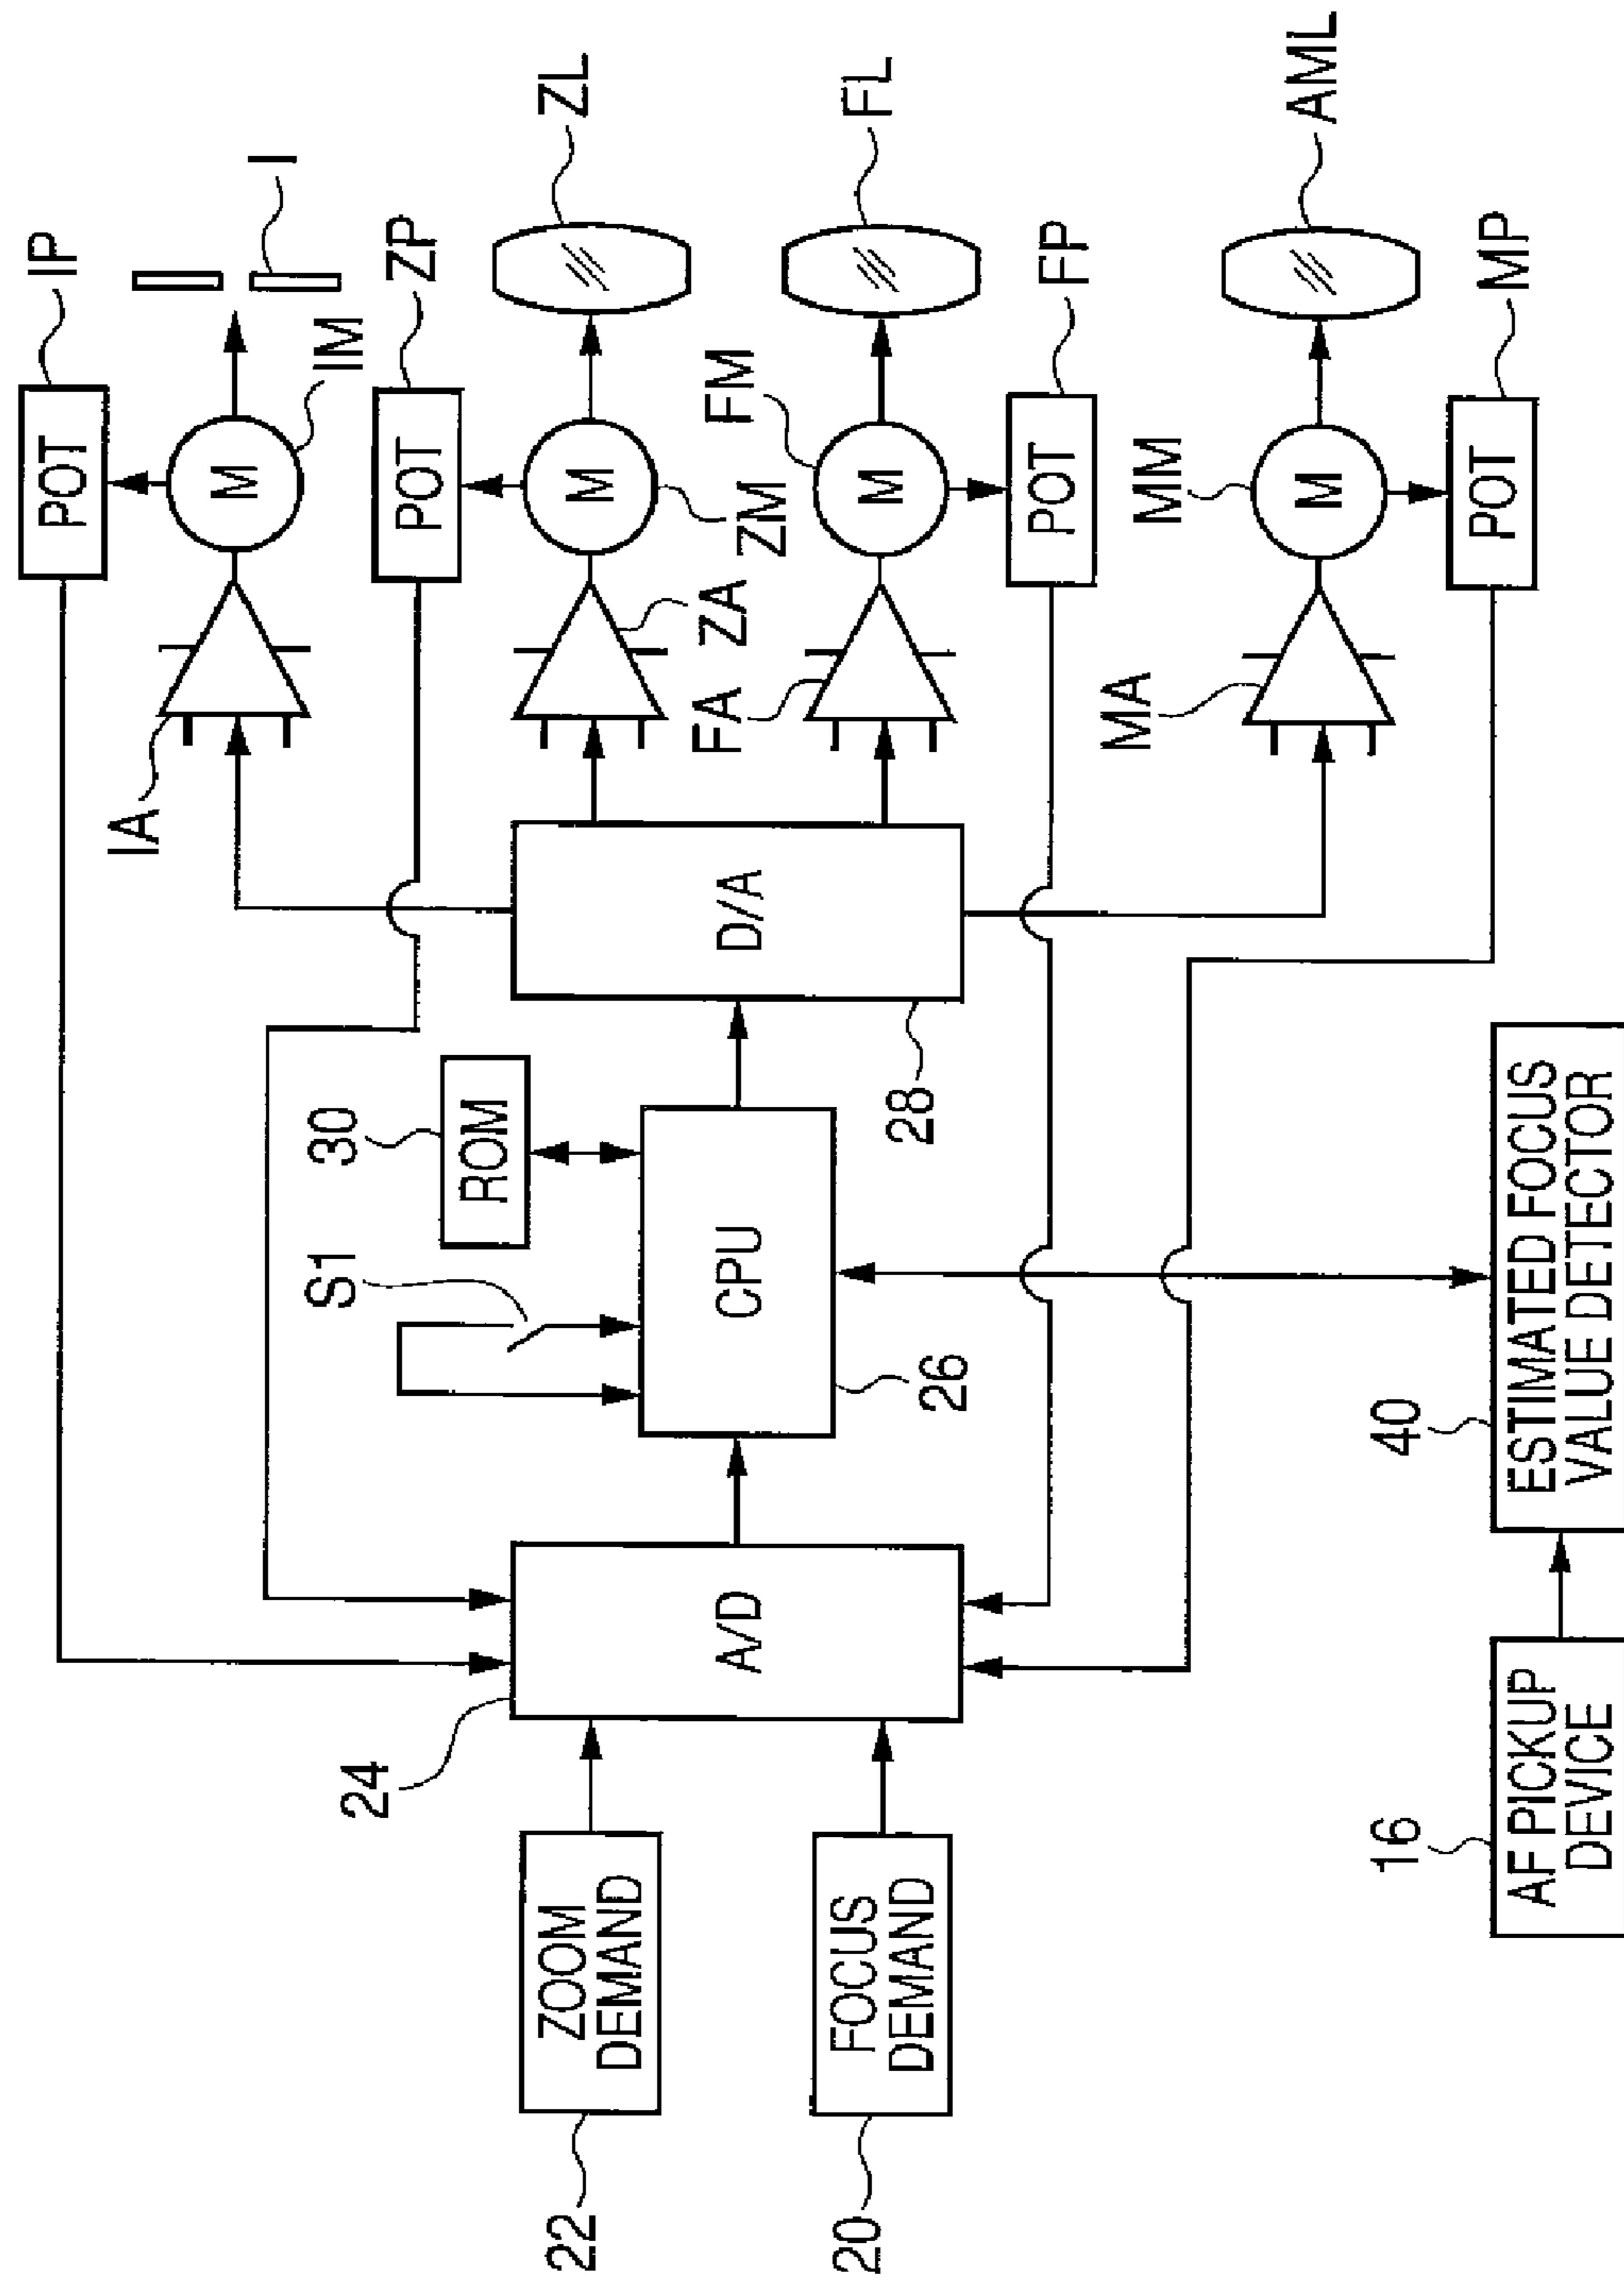 IP
POT
I
M
IM
IA
ZP
POT
ZL
M
ZM
ZA
FM
FL
M
FA
FP
POT
MM
AML
M
MA
MP
POT
D/A
28
30
ROM
S1
CPU
26
24
A/D
22
ZOOM
DEMAND
20
FOCUS
DEMAND
40
ESTIMATED FOCUS
VALUE DETECTOR
16
AF PICKUP
DEVICE